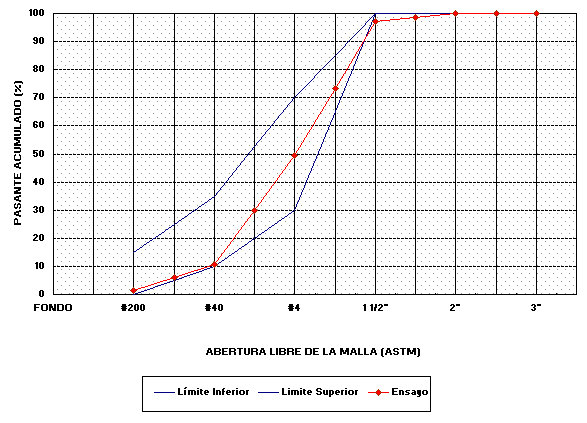 100
90
80
70
60
50
40
30
20
10
0
PASANTE ACUMULADO (%)
FONDO #200 #40 #4 1 1/2" 2" 3"
ABERTURA LIBRE DE LA MALLA (ASTM)
Límite Inferior Limite Superior Ensayo